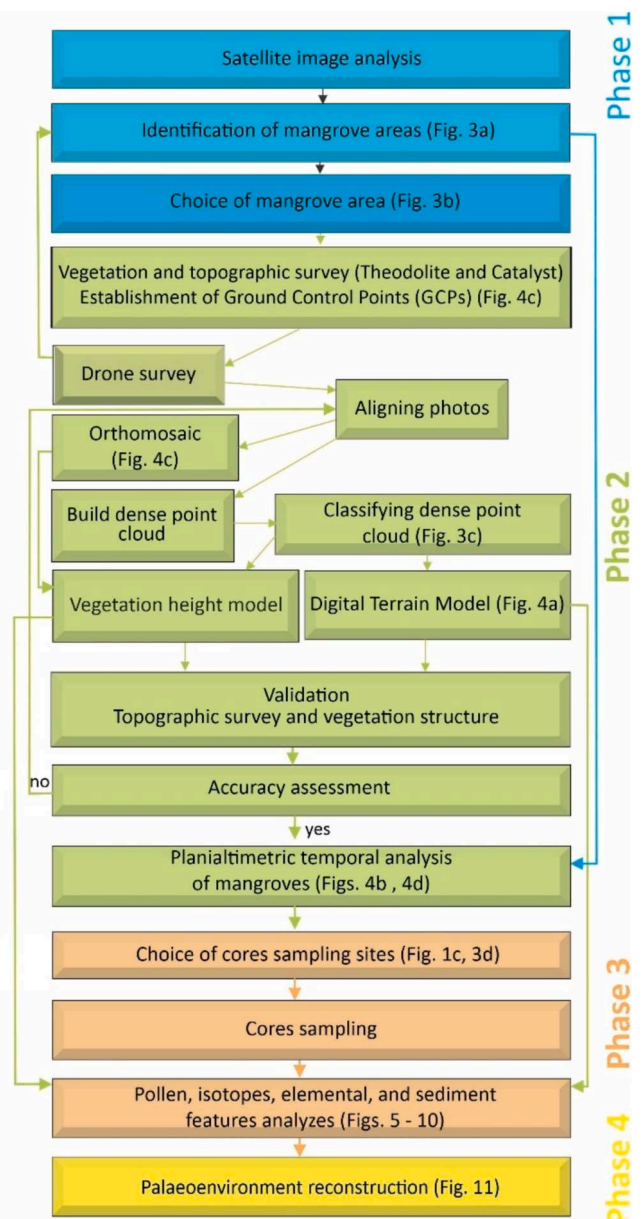 Phase 1
Satellite image analysis
Identification of mangrove areas (Fig. 3a)
Choice of mangrove area (Fig. 3b)
Vegetation and topographic survey (Theodolite and Catalyst)
Establishment of Ground Control Points (GCPs) (Fig. 4c)
Drone survey
Aligning photos
Orthomosaic
(Fig. 4c)
Build dense point
cloud
Classifying dense point
cloud (Fig. 3c)
Phase 2
Vegetation height model
Digital Terrain Model (Fig. 4a)
Validation
Topographic survey and vegetation structure
no
Accuracy assessment
yes
Planialtimetric temporal analysis
of mangroves (Figs. 4b , 4d)
Choice of cores sampling sites (Fig. 1c, 3d)
Phase 3
Cores sampling
Pollen, isotopes, elemental, and sediment
features analyzes (Figs. 5 - 10)
Phase 4
Palaeoenvironment reconstruction (Fig. 11)